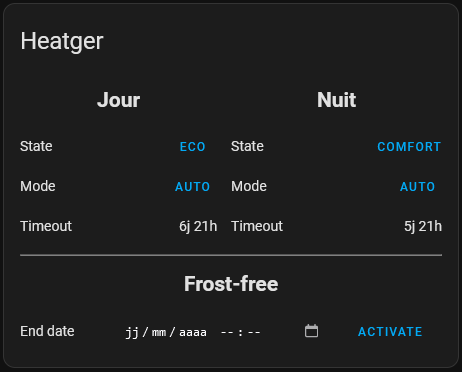 Heatger
Jour Nuit
State ECO State COMFORT
Mode AUTO Mode AUTO
Timeout 6j 21h Timeout 5j 21h
Frost-free
End date jj/mm/aaaa --:-- ACTIVATE